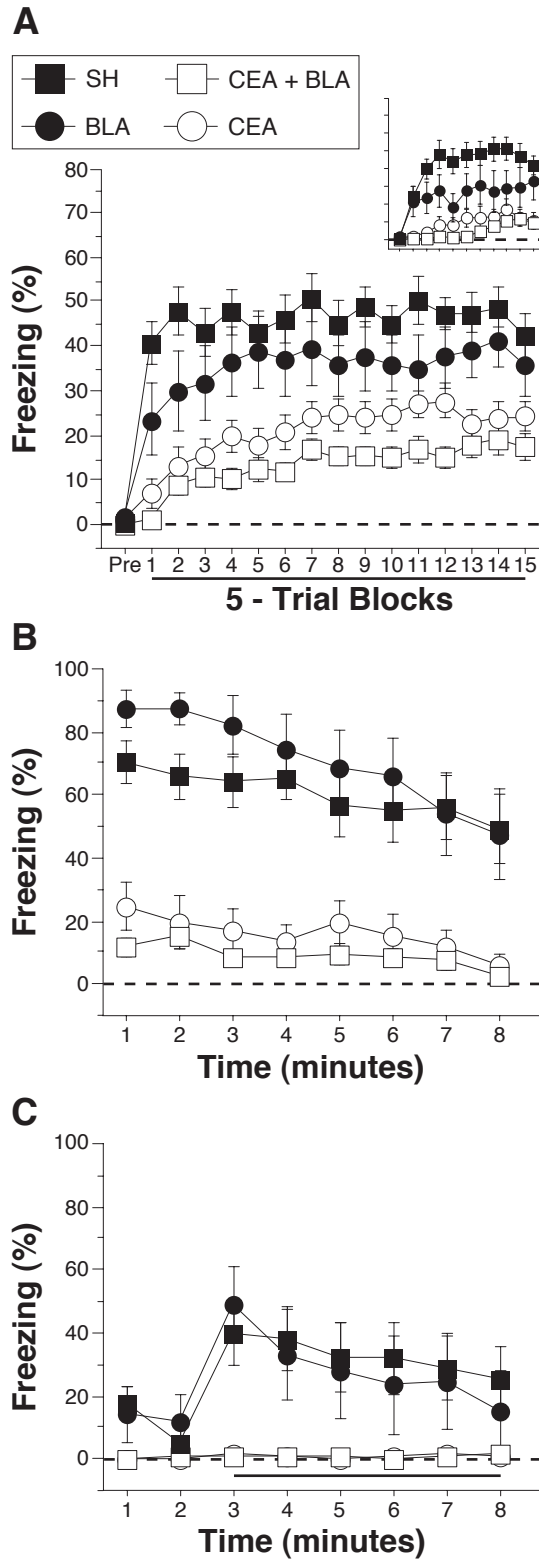 A
SH
CEA + BLA
BLA
CEA
80
70
60
50
40
30
20
10
0
Freezing (%)
Pre 1 2 3 4 5 6 7 8 9 10 11 12 13 14 15
5 - Trial Blocks
B
100
80
60
40
20
0
Freezing (%)
1 2 3 4 5 6 7 8
Time (minutes)
C
100
80
60
40
20
0
Freezing (%)
1 2 3 4 5 6 7 8
Time (minutes)